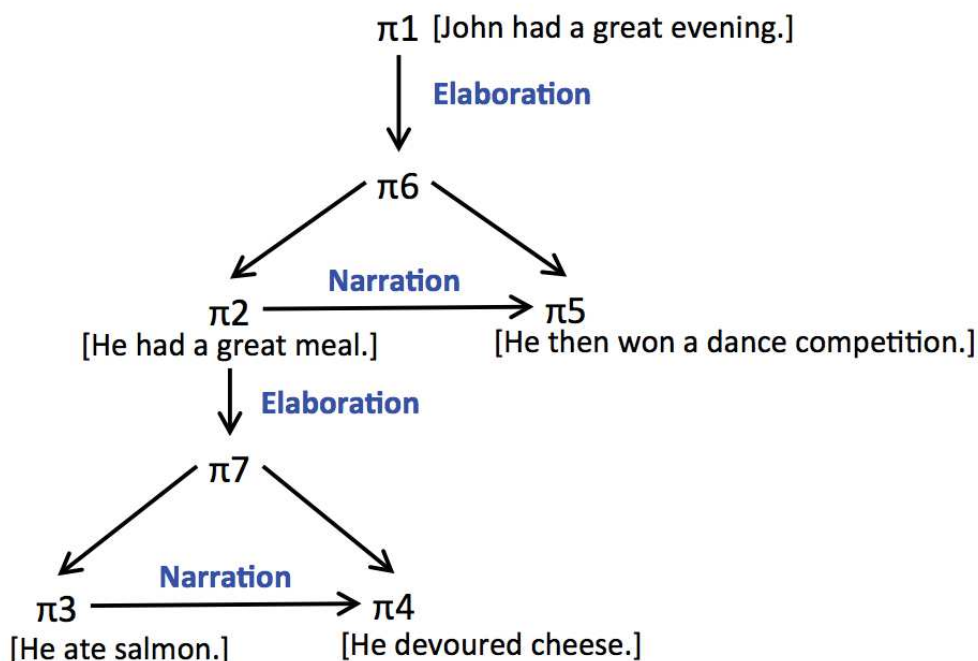 π1 [John had a great evening.]
Elaboration
π6
Narration
π2 π5
[He had a great meal.] [He then won a dance competition.]
Elaboration
π7
Narration
π3 π4
[He ate salmon.] [He devoured cheese.]